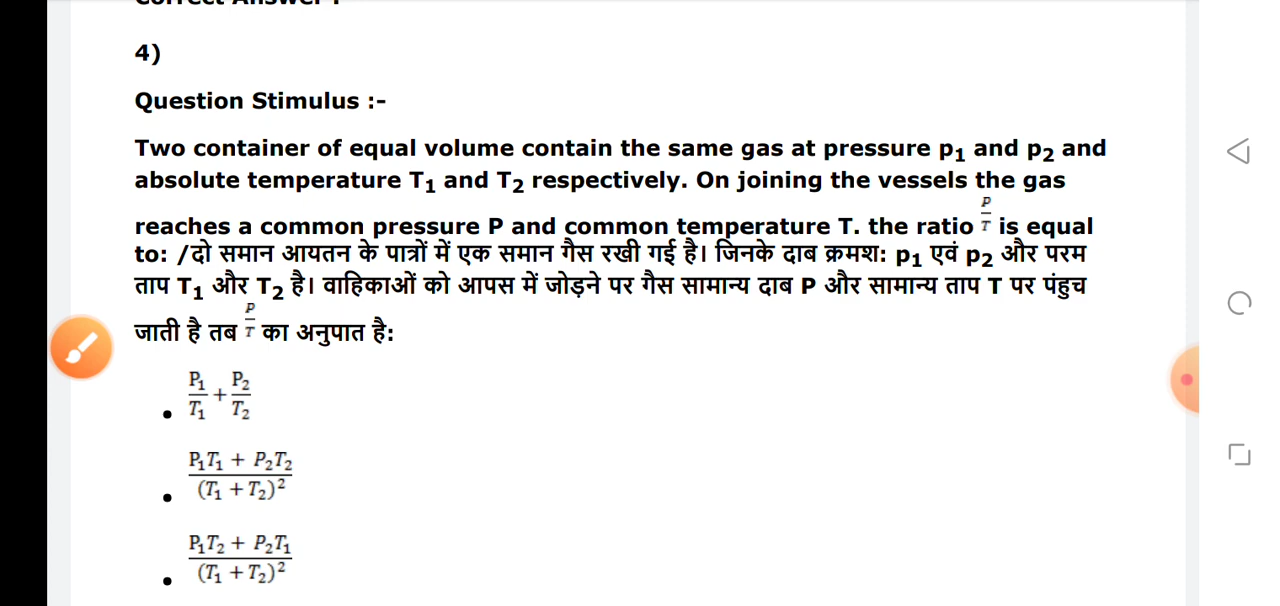 Correct Answer :
4)
Question Stimulus :-
Two container of equal volume contain the same gas at pressure p₁ and p₂ and
absolute temperature T₁ and T₂ respectively. On joining the vessels the gas
reaches a common pressure P and common temperature T. the ratio P/T is equal
to: /दो समान आयतन के पात्रों में एक समान गैस रखी गई है। जिनके दाब क्रमश: p₁ एवं p₂ और परम
ताप T₁ और T₂ है। वाहिकाओं को आपस में जोड़ने पर गैस सामान्य दाब P और सामान्य ताप T पर पहुंच
जाती है तब P/T का अनुपात है:
P₁/T₁ + P₂/T₂
(P₁T₁ + P₂T₂)/(T₁ + T₂)²
(P₁T₂ + P₂T₁)/(T₁ + T₂)²